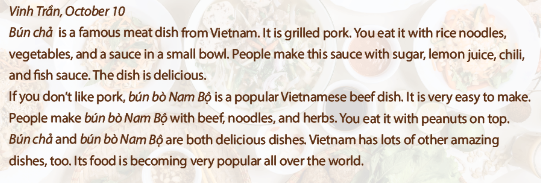 Vinh Trần, October 10
Bún chả is a famous meat dish from Vietnam. It is grilled pork. You eat it with rice noodles,
vegetables, and a sauce in a small bowl. People make this sauce with sugar, lemon juice, chili,
and fish sauce. The dish is delicious.
If you don't like pork, bún bò Nam Bộ is a popular Vietnamese beef dish. It is very easy to make.
People make bún bò Nam Bộ with beef, noodles, and herbs. You eat it with peanuts on top.
Bún chả and bún bò Nam Bộ are both delicious dishes. Vietnam has lots of other amazing
dishes, too. Its food is becoming very popular all over the world.